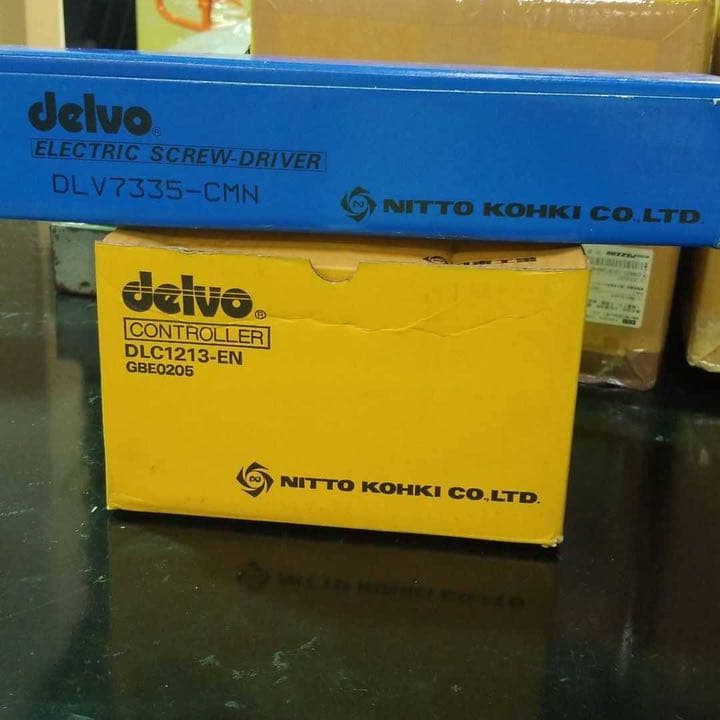 delvo®
ELECTRIC SCREW-DRIVER
DLV7335-CMN
NITTO KOHKI CO.,LTD.
delvo®
CONTROLLER
DLC1213-EN
GBE0205
NITTO KOHKI CO.,LTD.